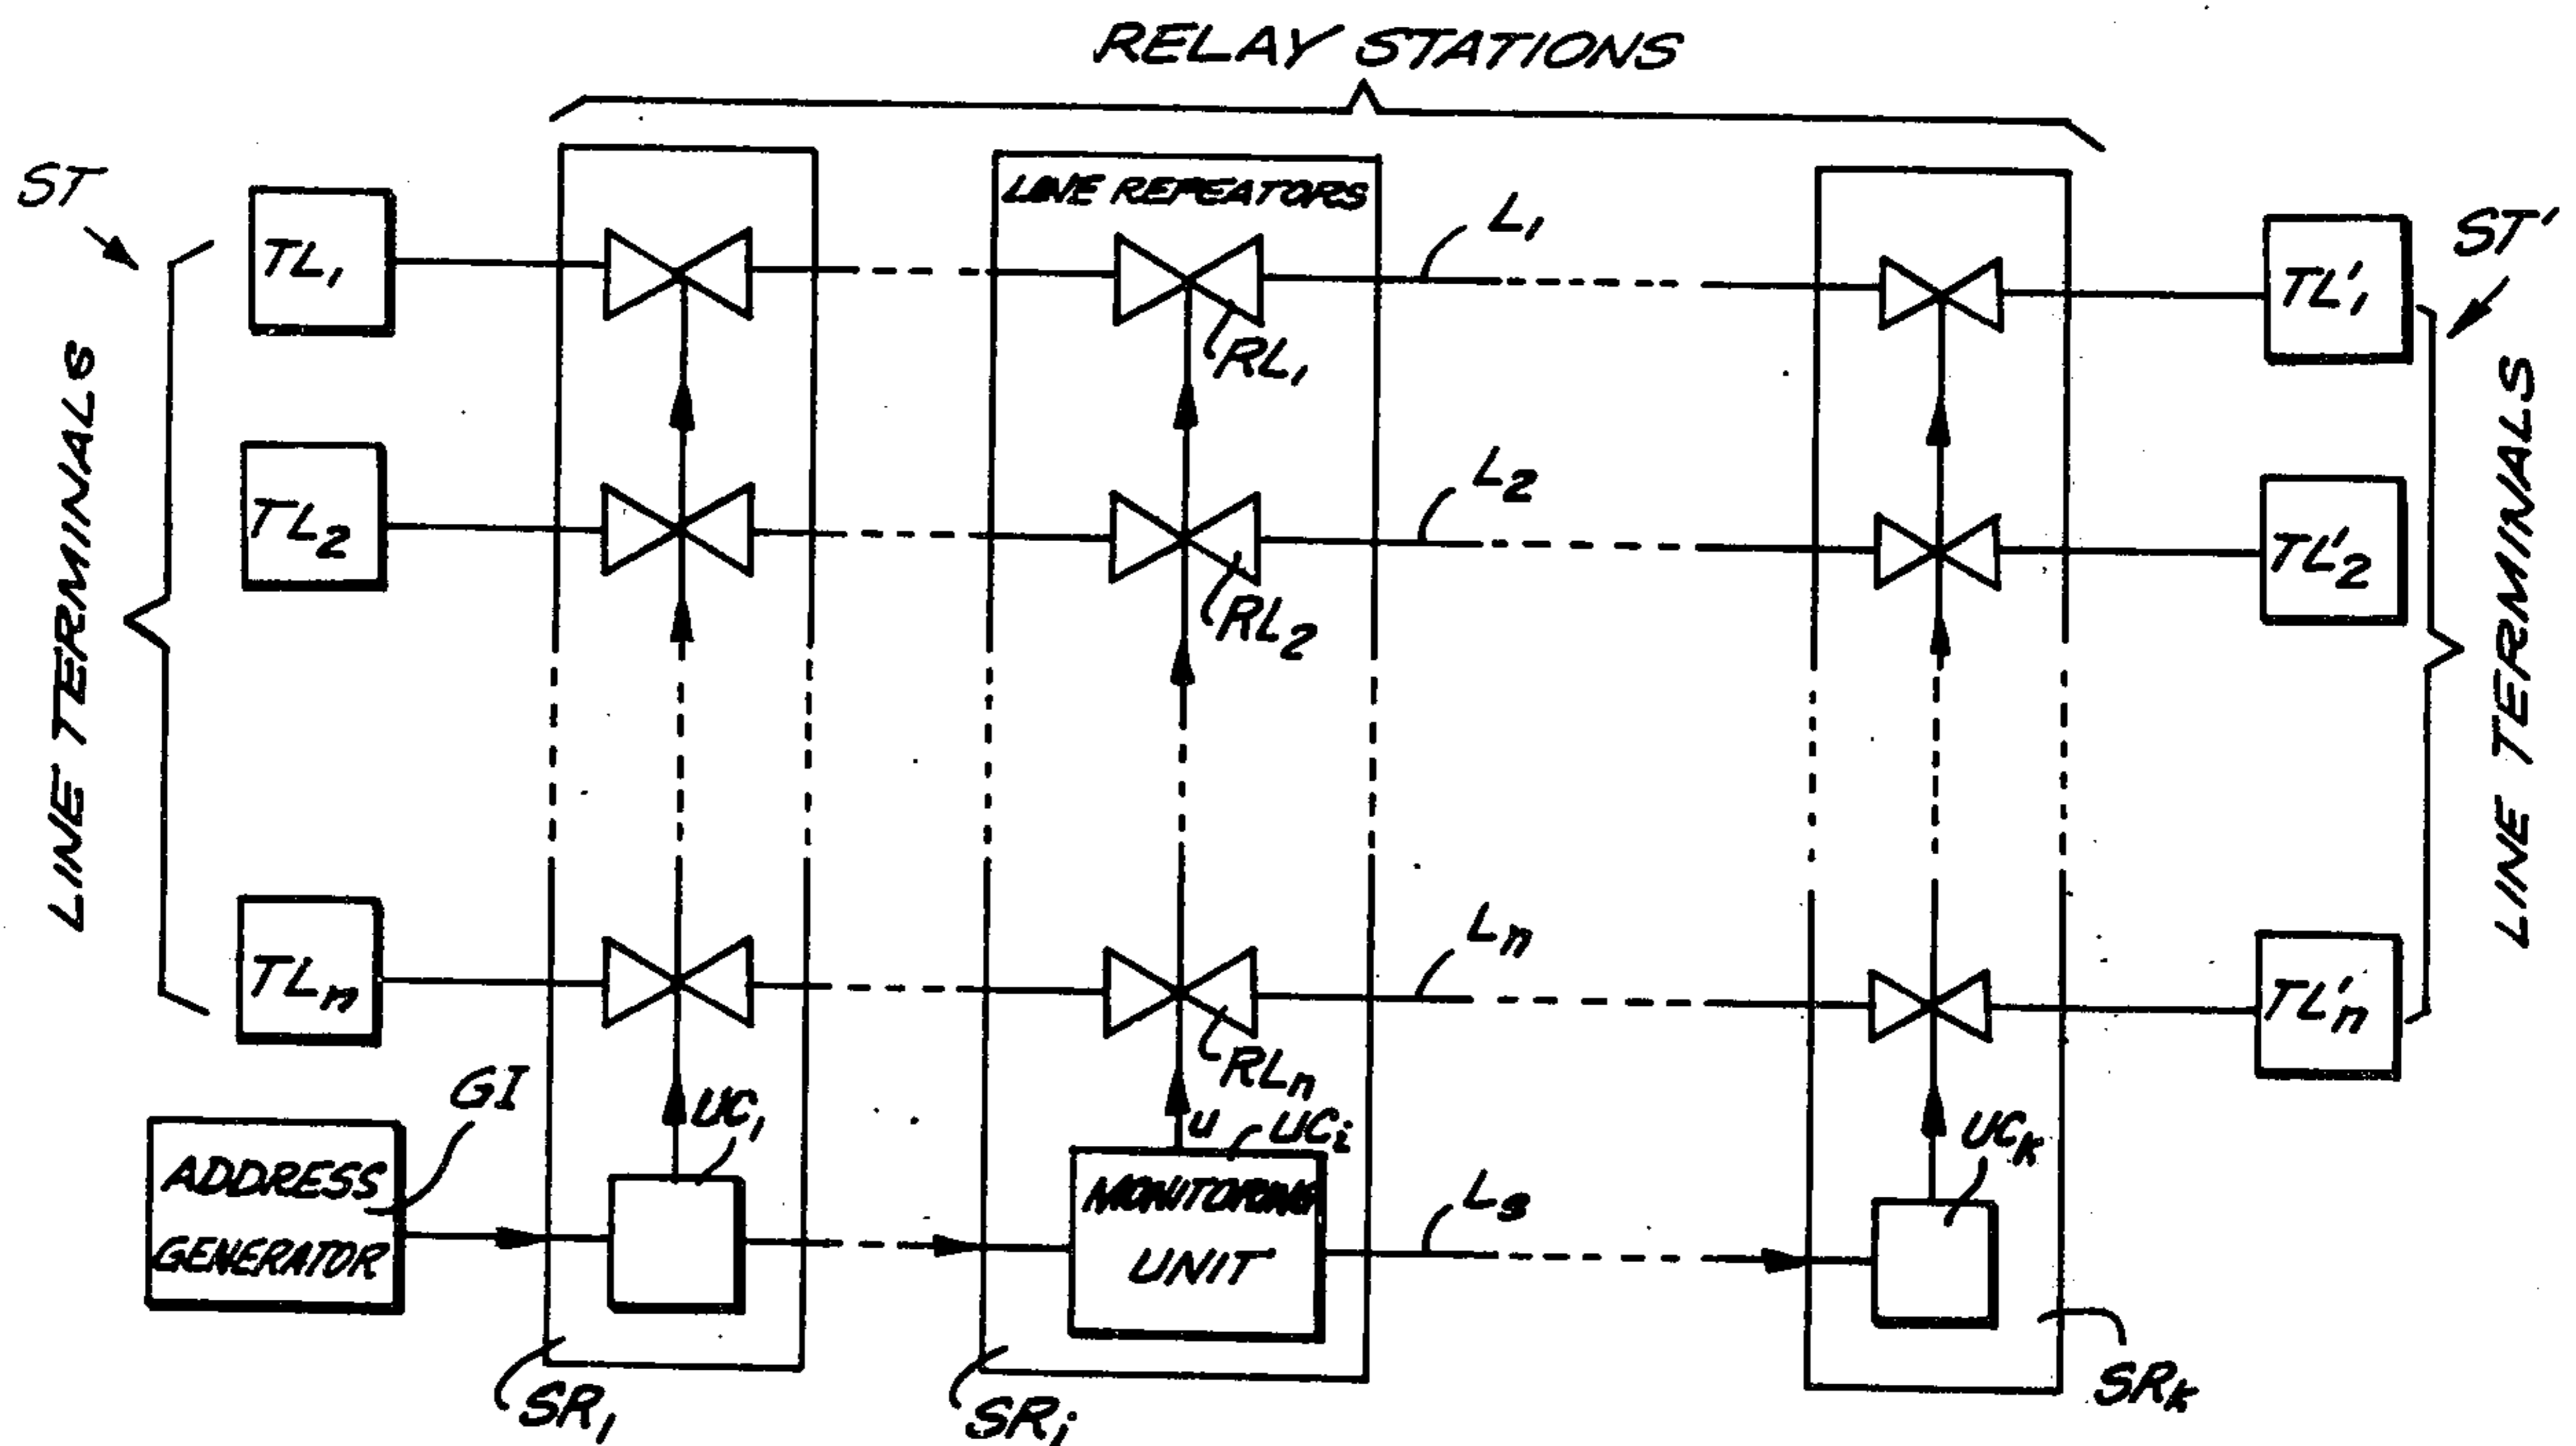 RELAY STATIONS
ST
ST'
LINE REPEATORS
TL₁
L₁
TL'₁
RL₁
LINE TERMINALS
LINE TERMINALS
TL₂
L₂
TL'₂
RL₂
TLₙ
Lₙ
TL'ₙ
RLₙ
GI
UC₁
u
UCᵢ
UCₖ
ADDRESS
GENERATOR
MONITORING
UNIT
Lₛ
SR₁
SRᵢ
SRₖ